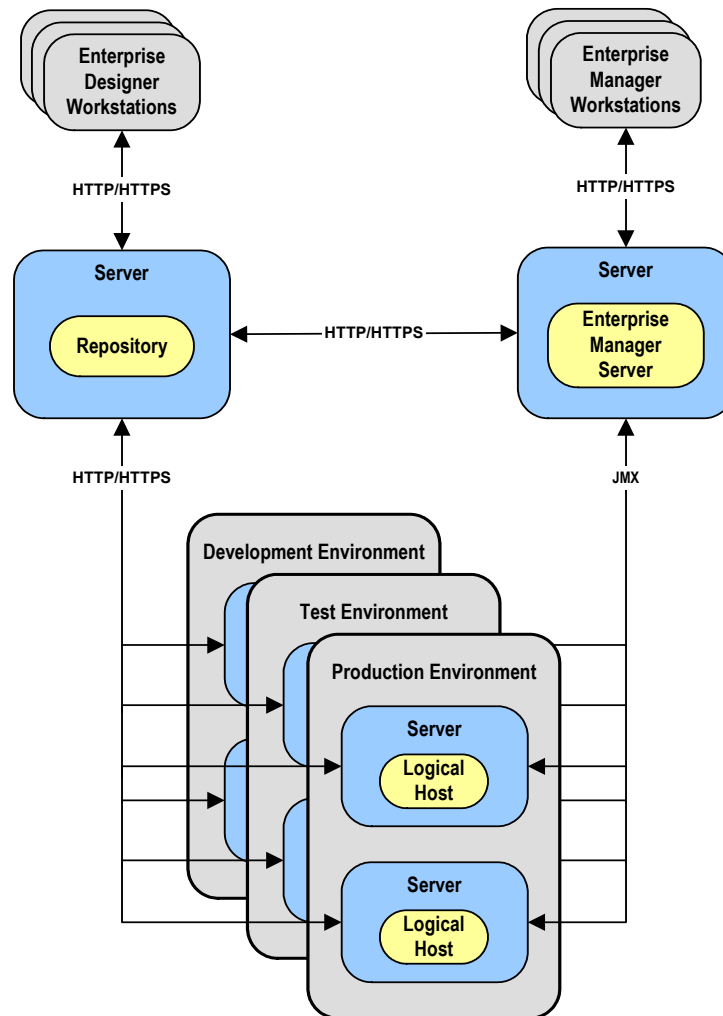 Enterprise
Designer
Workstations
Enterprise
Manager
Workstations
HTTP/HTTPS
HTTP/HTTPS
Server
Repository
HTTP/HTTPS
Server
Enterprise
Manager
Server
HTTP/HTTPS
JMX
Development Environment
Test Environment
Production Environment
Server
Logical
Host
Server
Logical
Host